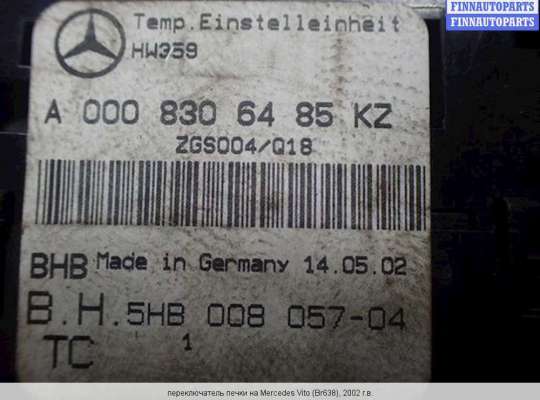 FINNAUTOPARTS
FINNAUTOPARTS
Temp.Einstelleinheit
HW359
A 000 830 64 85 KZ
ZGS004/Q18
BHB Made in Germany 14.05.02
B.H.5HB 008 057-04
TC 1
переключатель печки на Mercedes Vito (Br638), 2002 г.в.